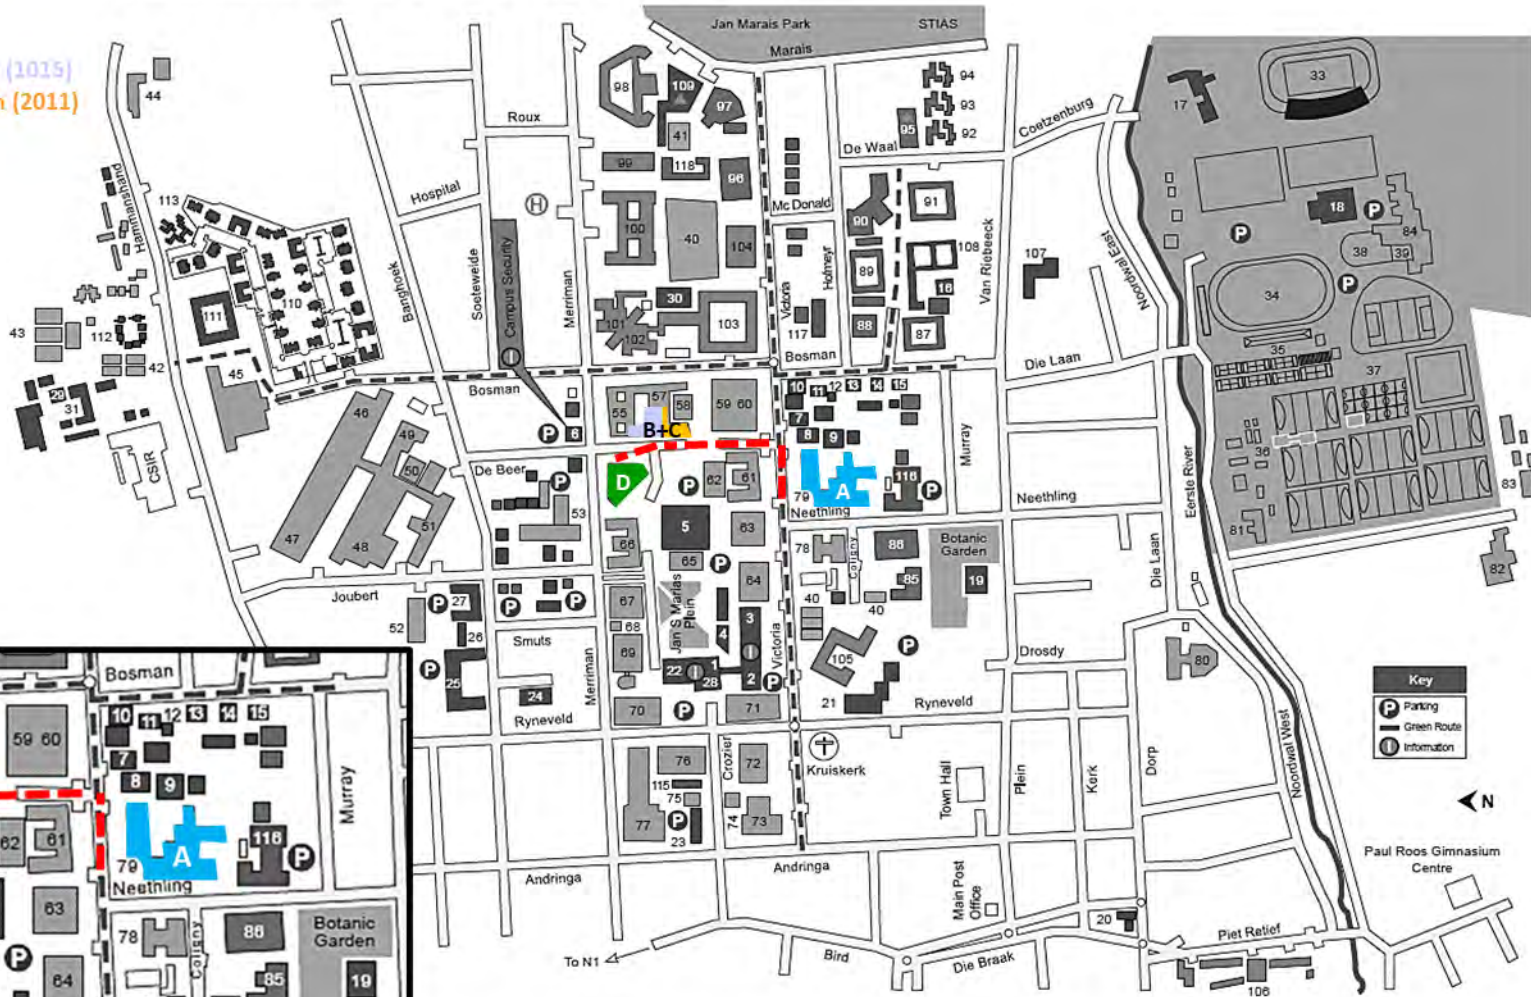 Jan Marais Park
STIAS
Marais
(1015)
n (2011)
44
98
109
97
41
94
93
95
92
33
17
Roux
De Waal
Coetzenburg
99
118
96
Mc Donald
Hospital
H
Hammanshand
113
100
40
104
90
91
108
18
P
P
84
38
39
Banghoek
Soeteweide
Campus Security
Merriman
89
Hofmeyr
Victoria
Van Riebeeck
107
Noordwal East
34
P
110
111
30
101
102
103
117
16
88
87
43
112
42
Bosman
Die Laan
35
37
45
Bosman
29
31
CSIR
46
49
50
47
48
51
55
57
58
59 60
B+C
10
11
12
13
14
15
7
8
9
P
6
De Beer
P
53
D
P
62
61
79
A
116
P
Neethling
Murray
Neethling
Eerste River
36
83
81
82
5
63
66
65
P
64
78
Coligny
86
Botanic
Garden
85
19
40
40
Die Laan
Joubert
P
27
52
26
P
P
Smuts
67
68
69
Jan S Marias
Plein
3
4
Victoria
105
P
Drosdy
80
P
25
24
Merriman
22
1
28
2
P
Ryneveld
70
P
71
21
Ryneveld
Noordwal West
Key
P Parking
Green Route
Information
N
76
Crozier
72
Kruiskerk
115
75
77
P
23
74
73
Town Hall
Plein
Kerk
Dorp
Andringa
Andringa
Main Post
Office
Paul Roos Gimnasium
Centre
20
To N1
Bird
Die Braak
Piet Retief
106
Bosman
59 60
10
11
12
13
14
15
7
8
9
62
61
A
116
P
79
Neethling
Murray
63
78
Coligny
86
Botanic
Garden
P
64
85
19